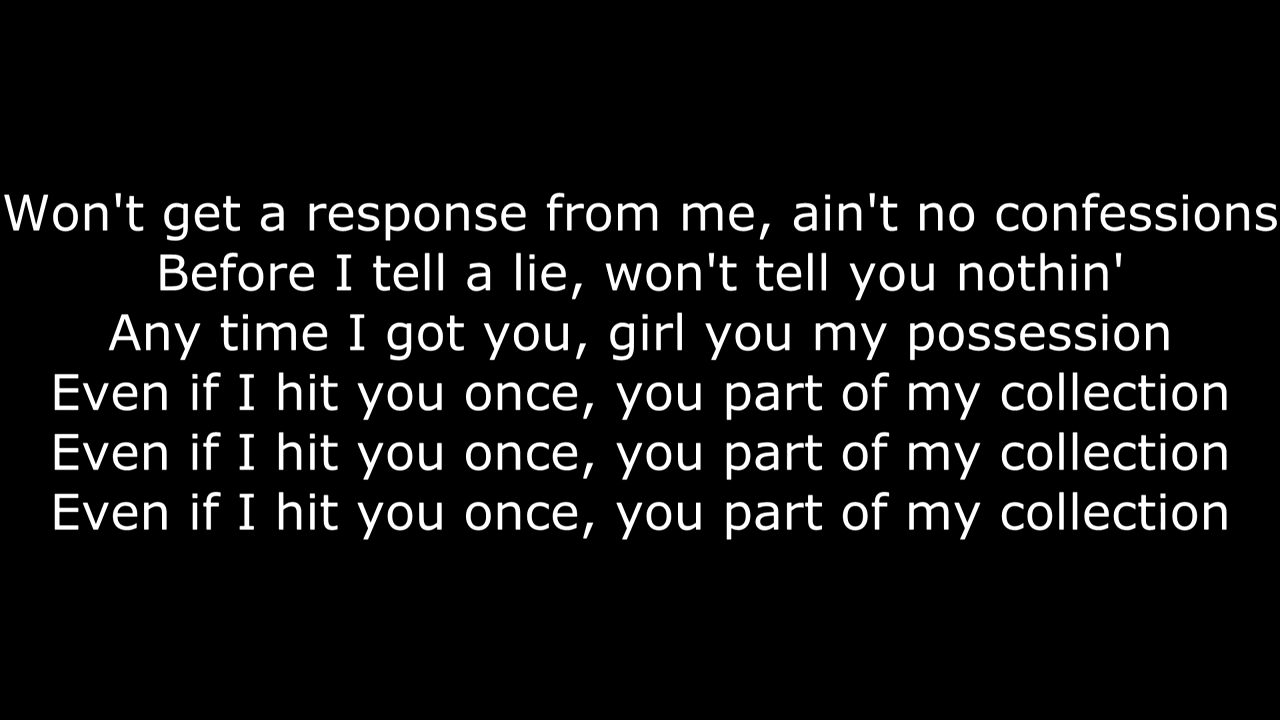 Won't get a response from me, ain't no confessions
Before I tell a lie, won't tell you nothin'
Any time I got you, girl you my possession
Even if I hit you once, you part of my collection
Even if I hit you once, you part of my collection
Even if I hit you once, you part of my collection